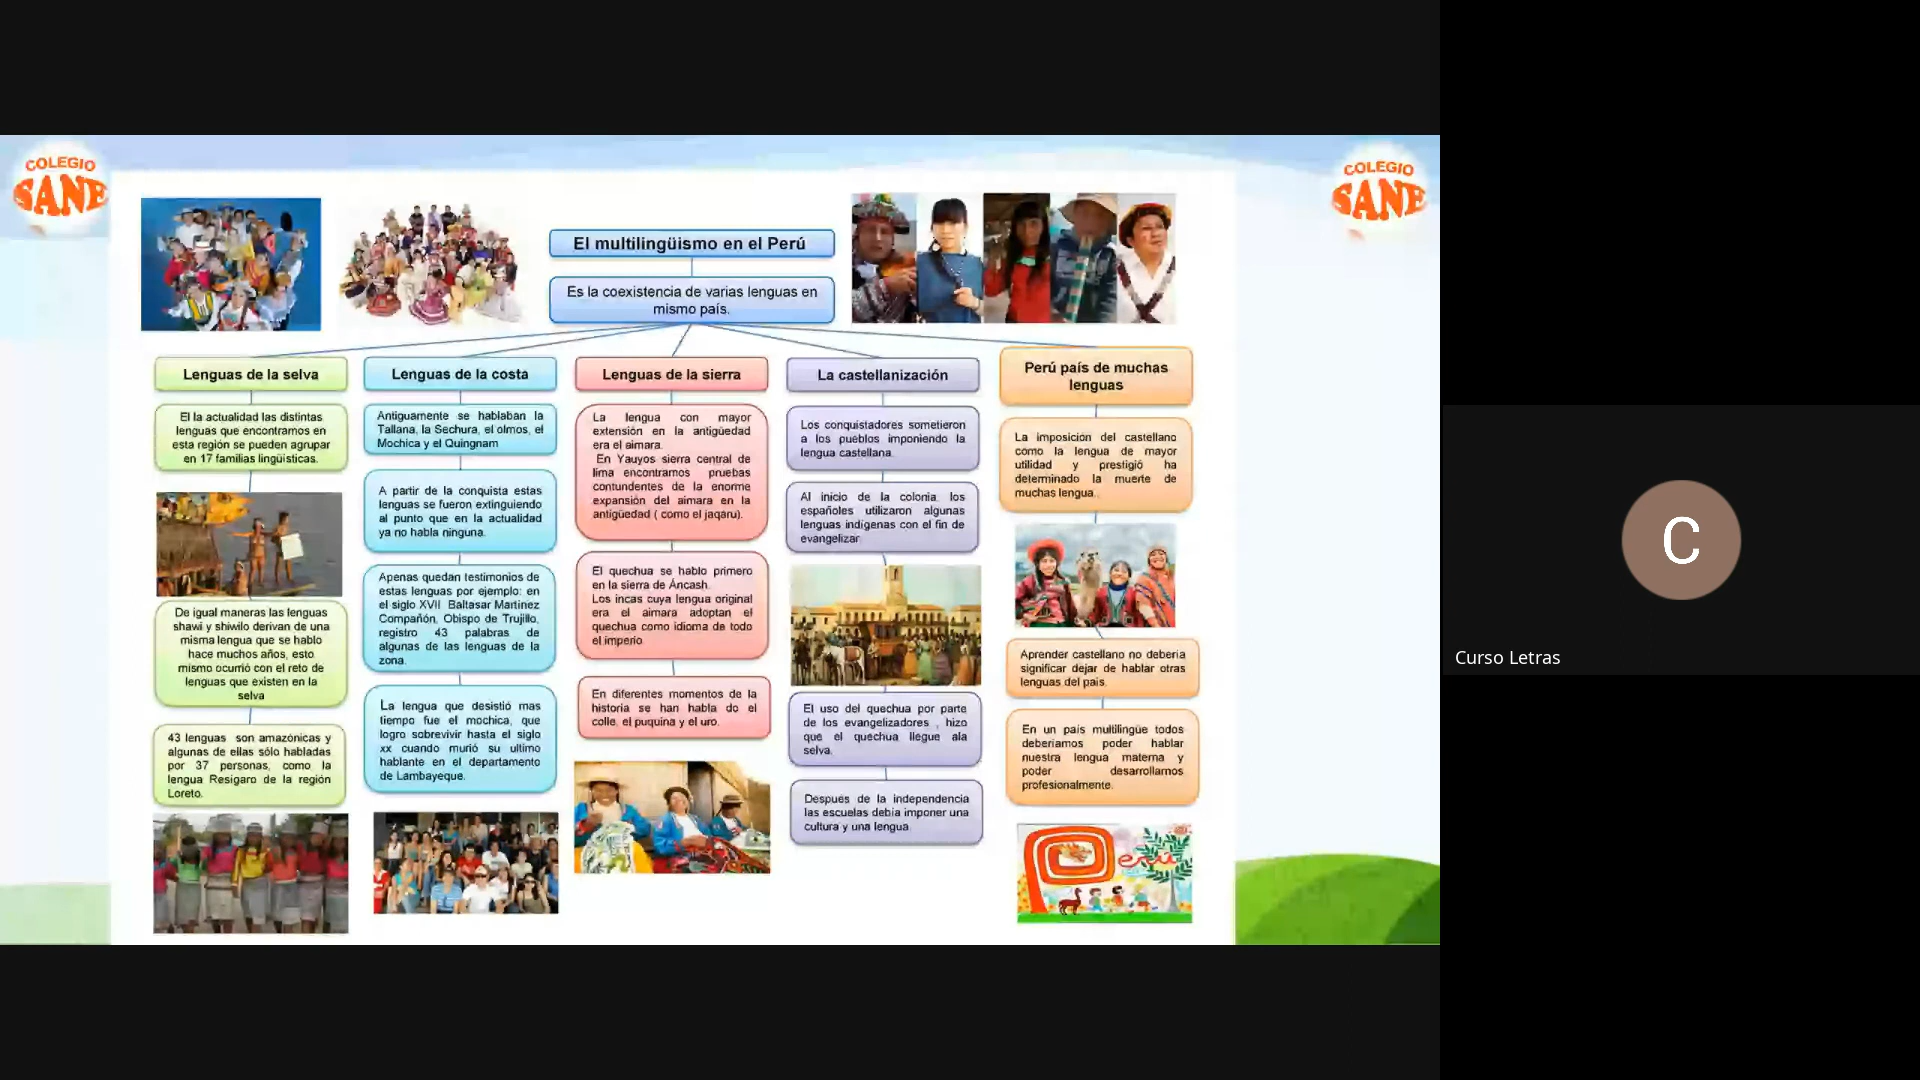 COLEGIO
SANE
COLEGIO
SANE
El multilingüismo en el Perú
Es la coexistencia de varias lenguas en
mismo país.
Lenguas de la selva
El la actualidad las distintas
lenguas que encontramos en
esta región se pueden agrupar
en 17 familias lingüísticas.
De igual maneras las lenguas
shawi y shiwilo derivan de una
misma lengua que se hablo
hace muchos años, esto
mismo ocurrió con el reto de
lenguas que existen en la
selva
43 lenguas son amazónicas y
algunas de ellas sólo habladas
por 37 personas, como la
lengua Resigaro de la región
Loreto.
Lenguas de la costa
Antiguamente se hablaban la
Tallana, la Sechura, el olmos, el
Mochica y el Quingnam
A partir de la conquista estas
lenguas se fueron extinguiendo
al punto que en la actualidad
ya no habla ninguna.
Apenas quedan testimonios de
estas lenguas por ejemplo: en
el siglo XVII Baltasar Martínez
Compañón, Obispo de Trujillo,
registro 43 palabras de
algunas de las lenguas de la
zona.
La lengua que desistió mas
tiempo fue el mochica, que
logro sobrevivir hasta el siglo
xx cuando murió su ultimo
hablante en el departamento
de Lambayeque.
Lenguas de la sierra
La lengua con mayor
extensión en la antigüedad
era el aimara.
En Yauyos sierra central de
lima encontramos pruebas
contundentes de la enorme
expansión del aimara en la
antigüedad ( como el jaqaru).
El quechua se hablo primero
en la sierra de Áncash.
Los incas cuya lengua original
era el aimara adoptan el
quechua como idioma de todo
el imperio
En diferentes momentos de la
historia se han habla do el
colle, el puquina y el uro.
La castellanización
Los conquistadores sometieron
a los pueblos imponiendo la
lengua castellana.
Al inicio de la colonia los
españoles utilizaron algunas
lenguas indígenas con el fin de
evangelizar
El uso del quechua por parte
de los evangelizadores , hizo
que el quechua llegue ala
selva.
Después de la independencia
las escuelas debía imponer una
cultura y una lengua
Perú país de muchas
lenguas
La imposición del castellano
como la lengua de mayor
utilidad y prestigió ha
determinado la muerte de
muchas lengua.
Aprender castellano no debería
significar dejar de hablar otras
lenguas del país.
En un país multilingüe todos
deberíamos poder hablar
nuestra lengua materna y
poder desarrollarnos
profesionalmente.
Perú
C
Curso Letras